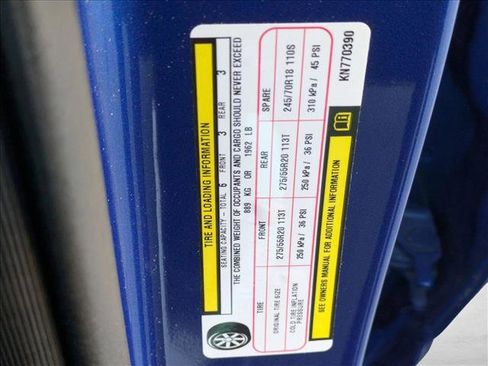 TIRE AND LOADING INFORMATION
SEATING CAPACITY - TOTAL 6 FRONT 3 REAR 3
THE COMBINED WEIGHT OF OCCUPANTS AND CARGO SHOULD NEVER EXCEED
889 KG OR 1962 LB
TIRE FRONT REAR SPARE
ORIGINAL TIRE SIZE 275/55R20 113T 275/55R20 113T 245/70R18 110S
COLD TIRE INFLATION PRESSURE 250 kPa / 36 PSI 250 kPa / 36 PSI 310 kPa / 45 PSI
SEE OWNERS MANUAL FOR ADDITIONAL INFORMATION
KN770390